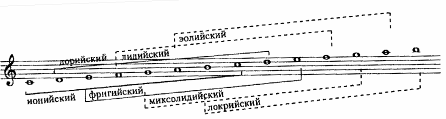 эолийский
дорийский лидийский
ионийский фригийский,
миксолидийский
локрийский